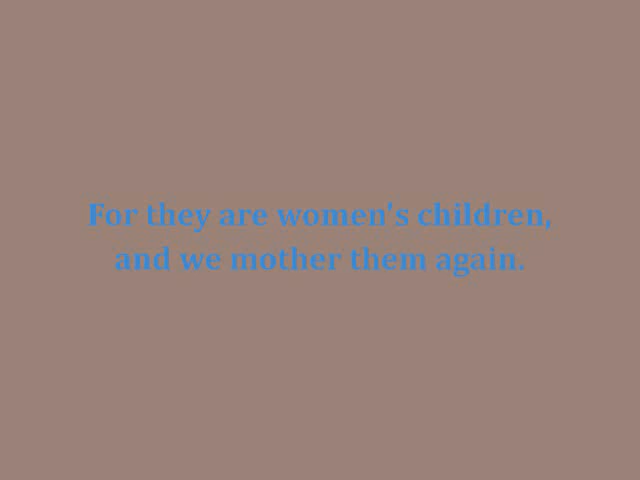 For they are women's children,
and we mother them again.